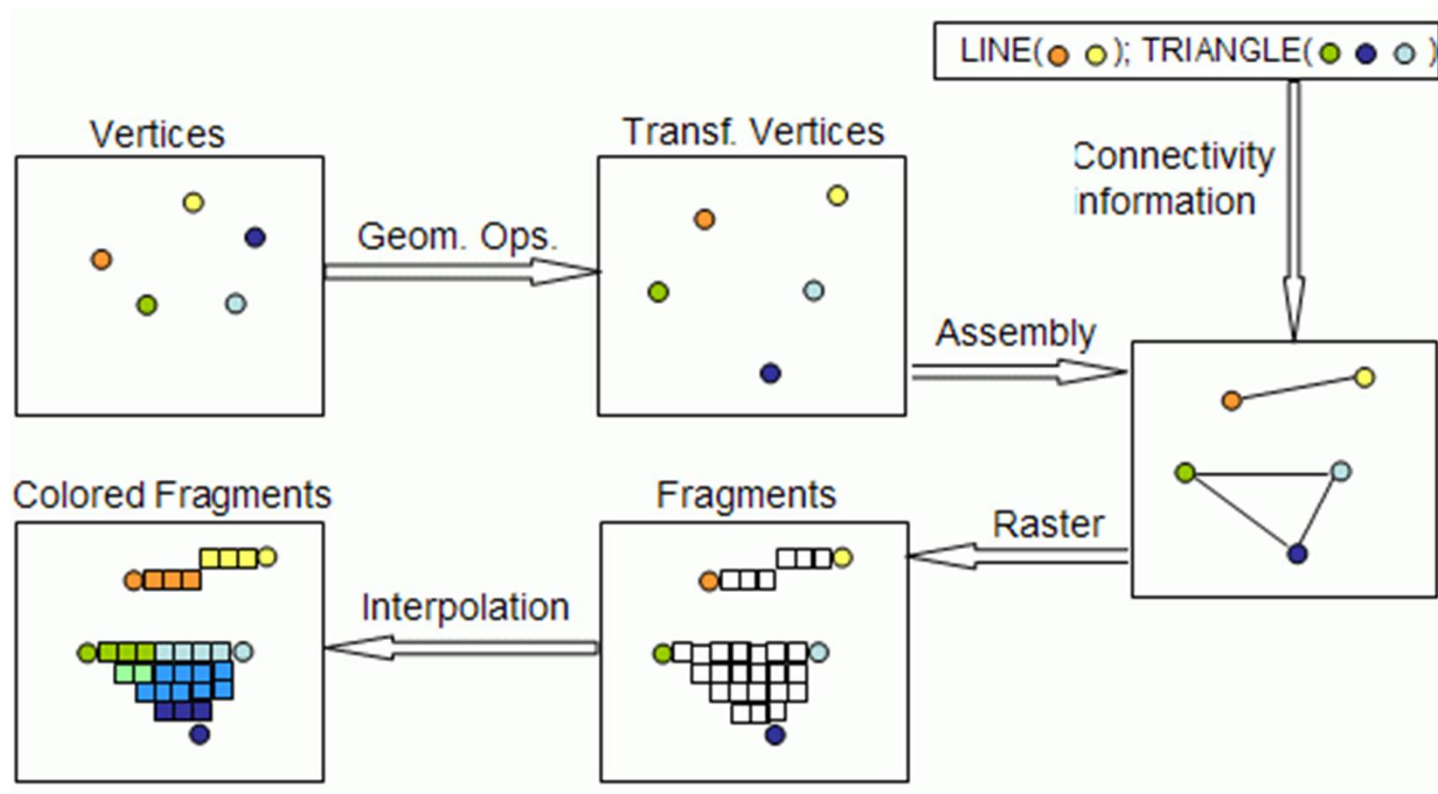 LINE( ); TRIANGLE( )
Vertices
Transf. Vertices
Connectivity
information
Geom. Ops.
Assembly
Colored Fragments
Fragments
Raster
Interpolation